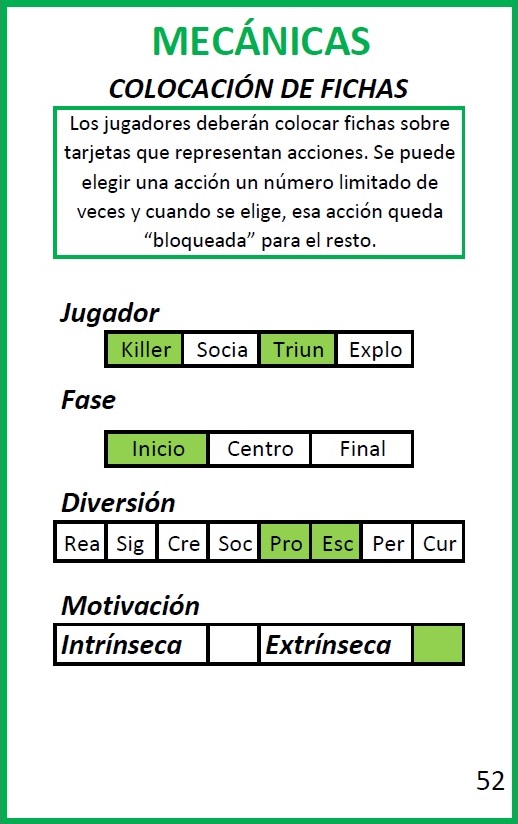 MECÁNICAS
COLOCACIÓN DE FICHAS
Los jugadores deberán colocar fichas sobre
tarjetas que representan acciones. Se puede
elegir una acción un número limitado de
veces y cuando se elige, esa acción queda
“bloqueada” para el resto.
Jugador
Killer Socia Triun Explo
Fase
Inicio Centro Final
Diversión
Rea Sig Cre Soc Pro Esc Per Cur
Motivación
Intrínseca Extrínseca
52